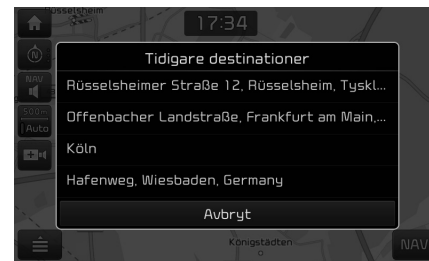 Rüsselsheim
17:34
N
NAV
500m
Auto
Tidigare destinationer
Rüsselsheimer Straße 12, Rüsselsheim, Tyskl...
Offenbacher Landstraße, Frankfurt am Main,...
Köln
Hafenweg, Wiesbaden, Germany
Avbryt
Königstädten
NAV